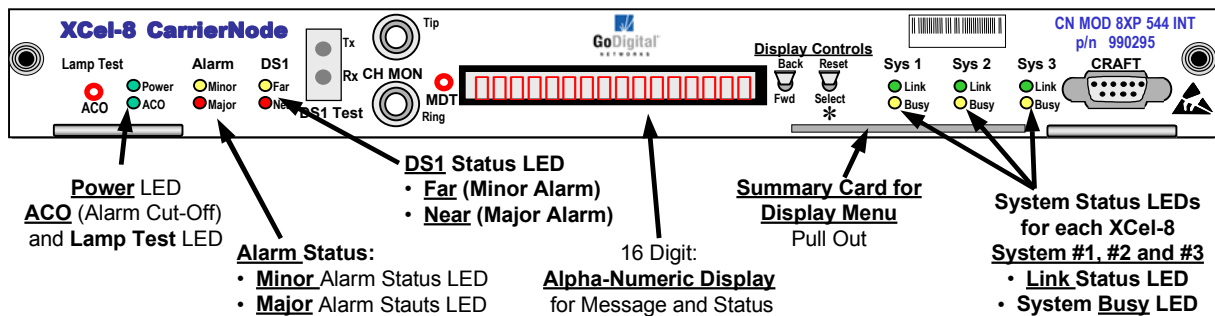 XCel-8 CarrierNode
Lamp Test
ACO
Power
ACO
Alarm
Minor
Major
DS1
Far
Near
Tx
Rx
DS1 Test
CH MON
Tip
Ring
MDT
GoDigital
NETWORKS
Display Controls
Back
Fwd
Reset
Select
*
Sys 1
Link
Busy
Sys 2
Link
Busy
Sys 3
Link
Busy
CN MOD 8XP 544 INT
p/n 990295
CRAFT
Power LED
ACO (Alarm Cut-Off)
and Lamp Test LED
Alarm Status:
• Minor Alarm Status LED
• Major Alarm Stauts LED
DS1 Status LED
• Far (Minor Alarm)
• Near (Major Alarm)
16 Digit:
Alpha-Numeric Display
for Message and Status
Summary Card for
Display Menu
Pull Out
System Status LEDs
for each XCel-8
System #1, #2 and #3
• Link Status LED
• System Busy LED